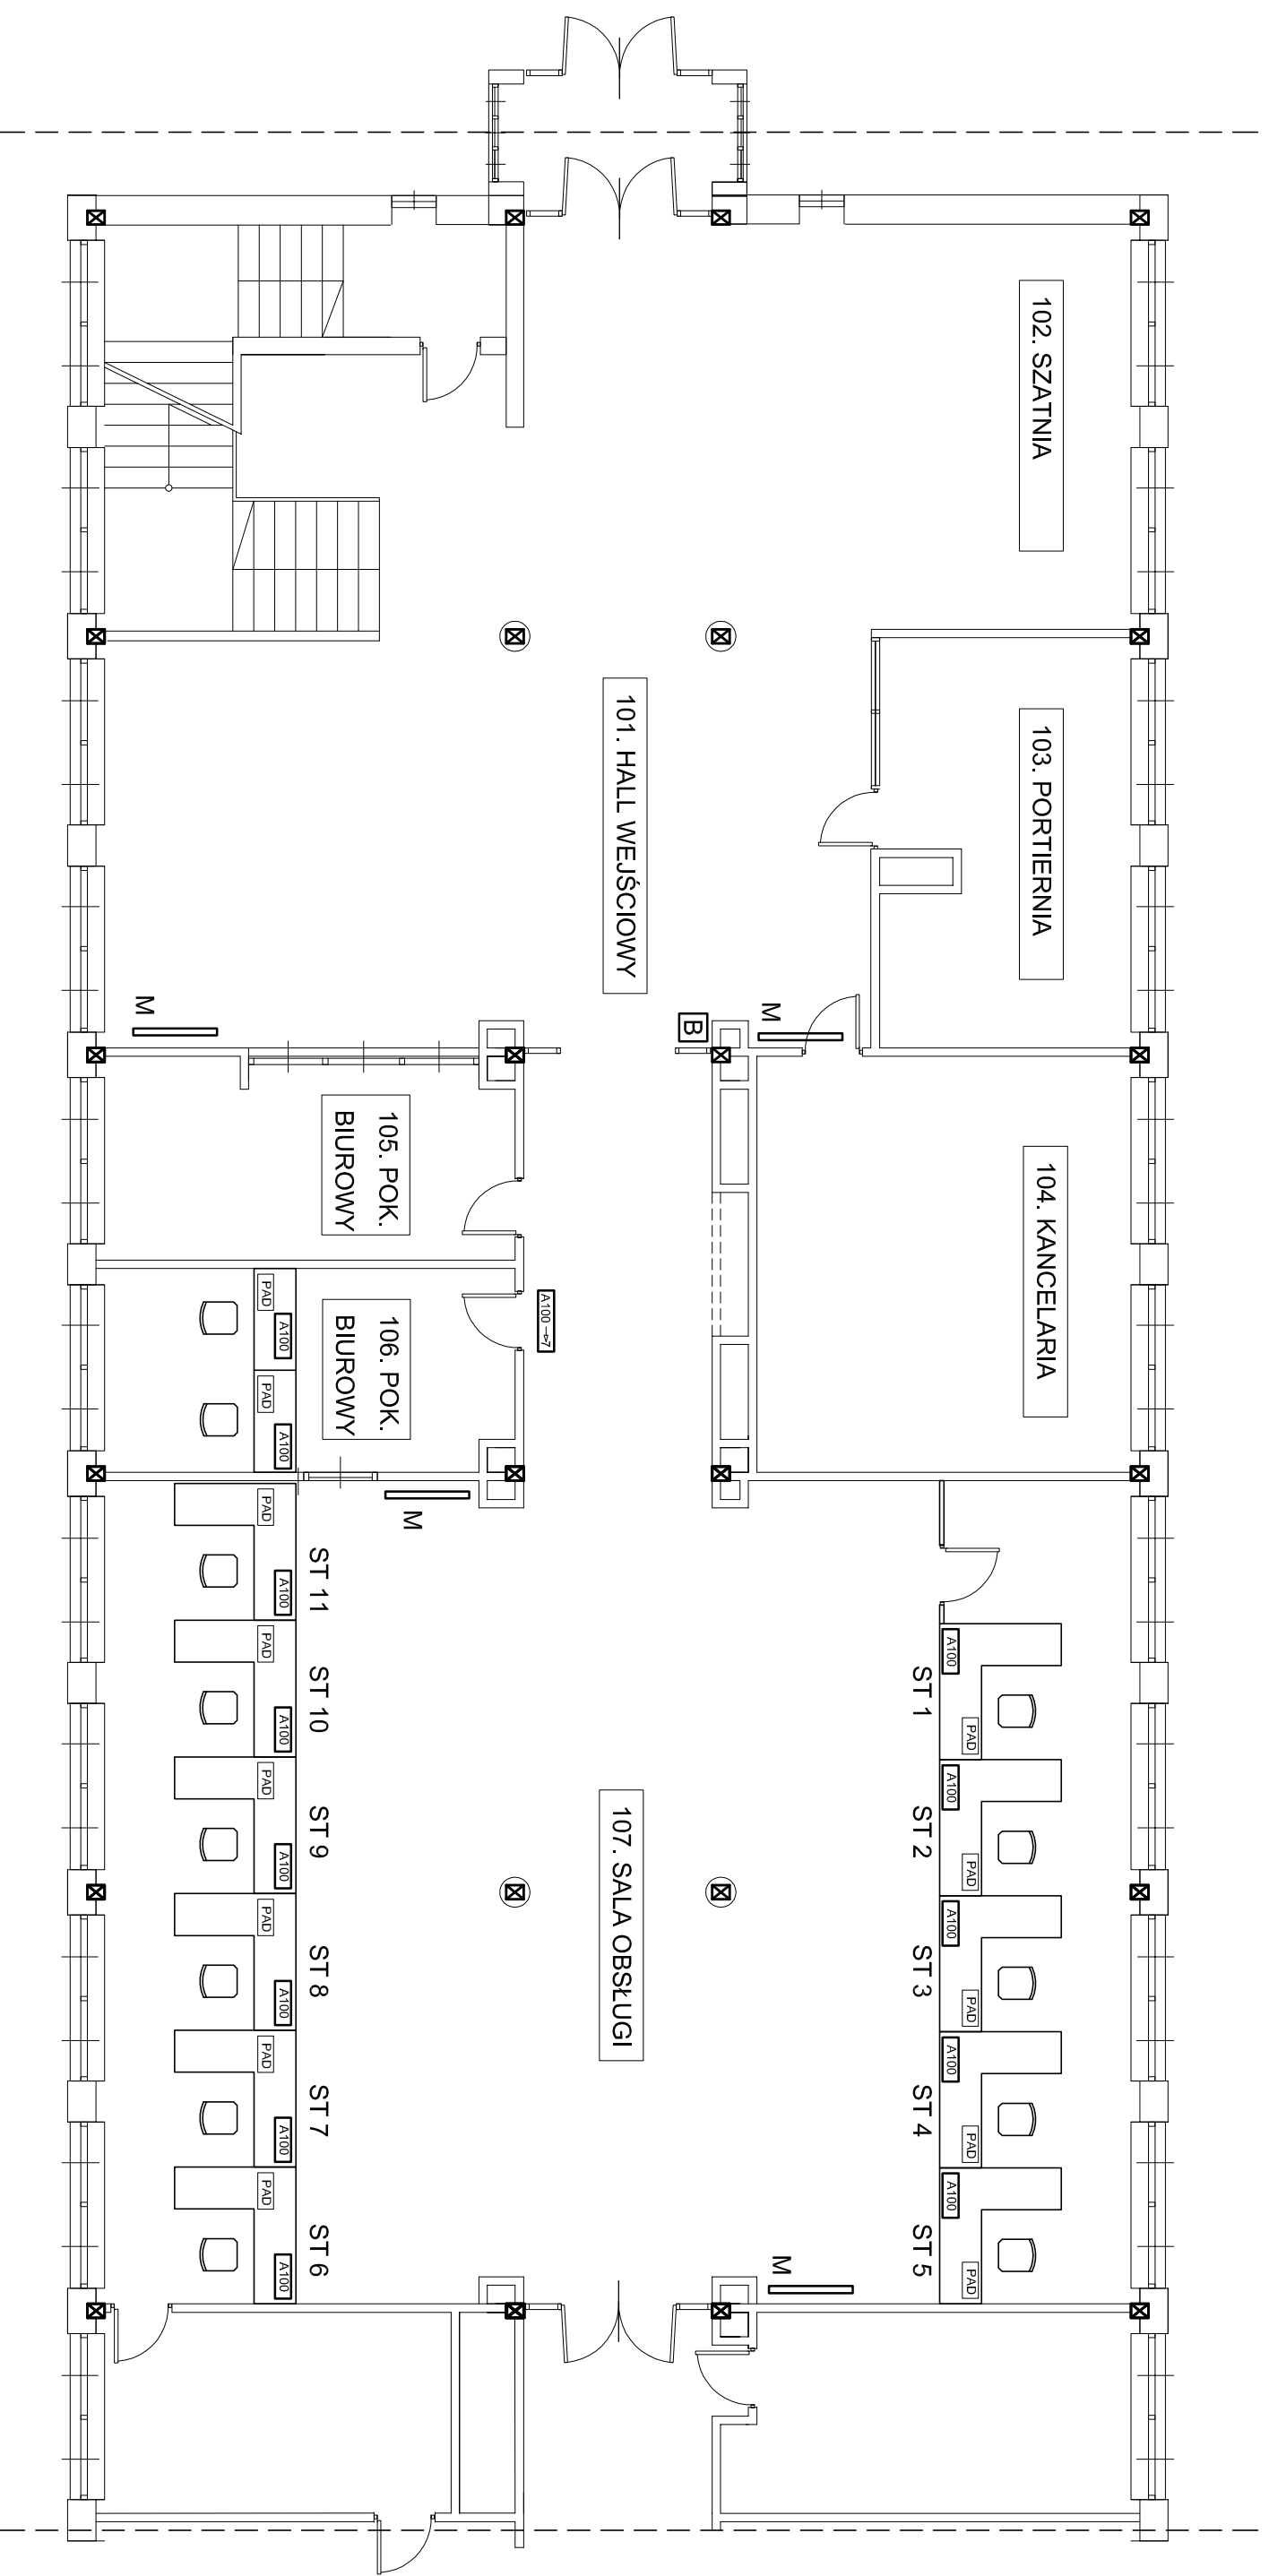 102. SZATNIA
103. PORTIERNIA
104. KANCELARIA
PAD
PAD
PAD
PAD
PAD
A100
A100
A100
A100
A100
ST 1
ST 2
ST 3
ST 4
ST 5
M
M
B
101. HALL WEJŚCIOWY
107. SALA OBSŁUGI
A100 →7
M
105. POK.
BIUROWY
106. POK.
BIUROWY
ST 11
ST 10
ST 9
ST 8
ST 7
ST 6
A100
A100
A100
A100
A100
A100
A100
A100
PAD
PAD
PAD
PAD
PAD
PAD
PAD
PAD
M